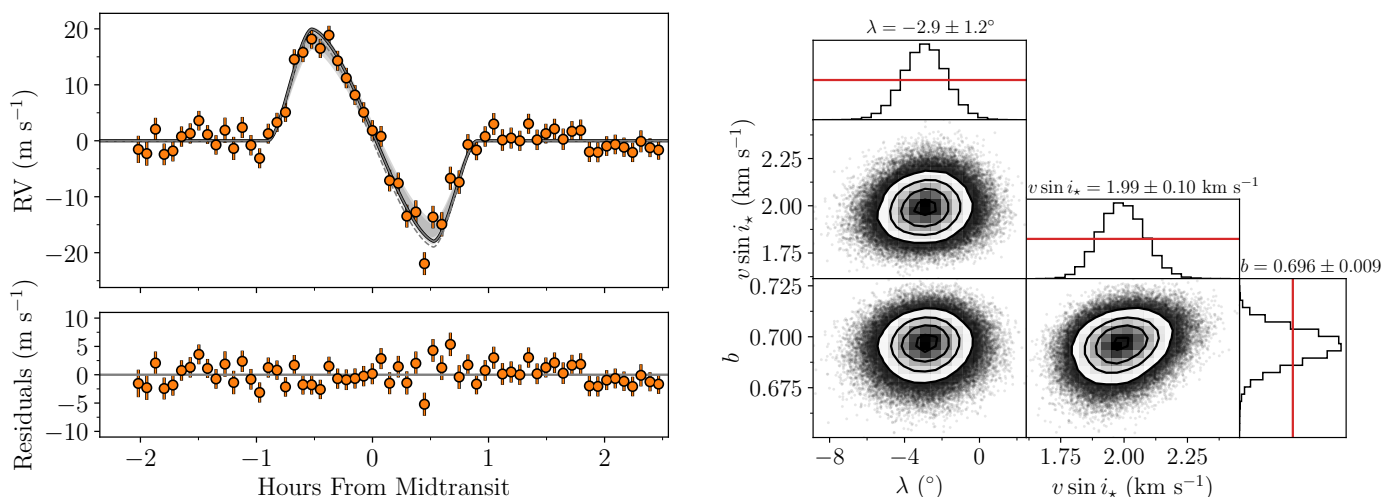 20
10
0
−10
−20
RV (m s⁻¹)
10
5
0
−5
−10
Residuals (m s⁻¹)
−2
−1
0
1
2
Hours From Midtransit
λ = −2.9 ± 1.2°
2.25
2.00
1.75
v sin i⋆ (km s⁻¹)
v sin i⋆ = 1.99 ± 0.10 km s⁻¹
b = 0.696 ± 0.009
0.725
0.700
0.675
b
−8
−4
0
λ (°)
1.75
2.00
2.25
v sin i⋆ (km s⁻¹)